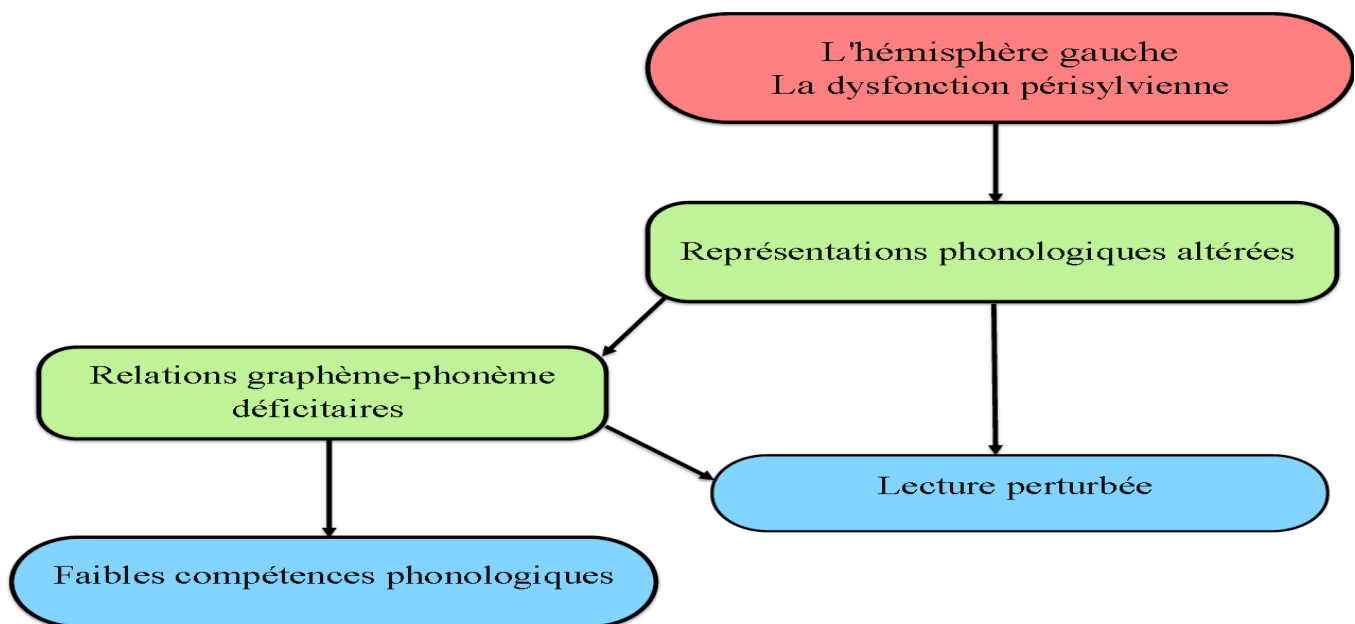 L'hémisphère gauche
La dysfonction périsylvienne
Représentations phonologiques altérées
Relations graphème-phonème
déficitaires
Lecture perturbée
Faibles compétences phonologiques